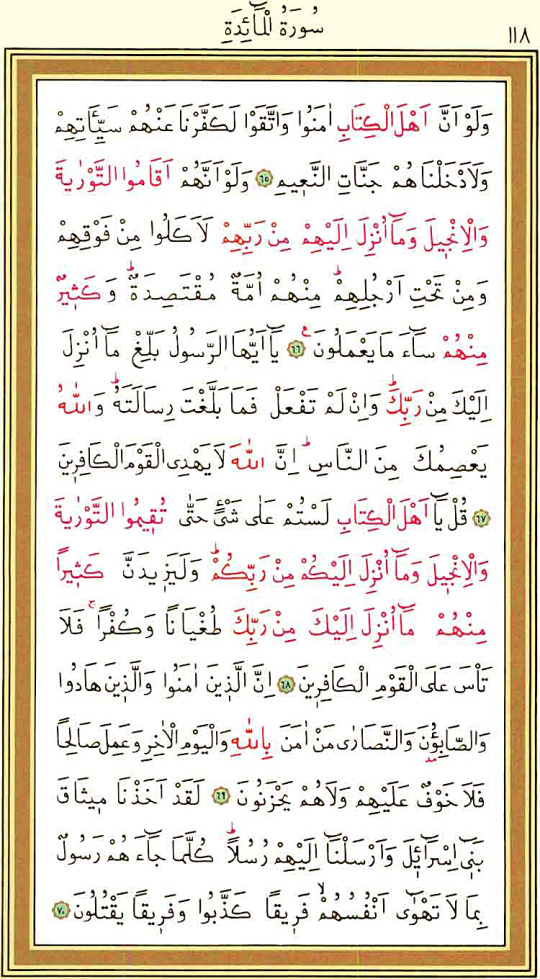 سُورَةُ الْمَٓائِدَةِ
١١٨
وَلَوْ اَنَّ اَهْلَ الْكِتَابِ اٰمَنُوا وَاتَّقَوْا لَكَفَّرْنَا عَنْهُمْ سَيِّـَٔاتِهِمْ
وَلَاَدْخَلْنَاهُمْ جَنَّاتِ النَّعِيمِ ٦٥ وَلَوْ اَنَّهُمْ اَقَامُوا التَّوْرٰيةَ
وَالْاِنْجِيلَ وَمَٓا اُنْزِلَ اِلَيْهِمْ مِنْ رَبِّهِمْ لَاَكَلُوا مِنْ فَوْقِهِمْ
وَمِنْ تَحْتِ اَرْجُلِهِمْۜ مِنْهُمْ اُمَّةٌ مُقْتَصِدَةٌۜ وَكَثِيرٌ
مِنْهُمْ سَٓاءَ مَا يَعْمَلُونَۚ ٦٦ يَٓا اَيُّهَا الرَّسُولُ بَلِّغْ مَٓا اُنْزِلَ
اِلَيْكَ مِنْ رَبِّكَۜ وَاِنْ لَمْ تَفْعَلْ فَمَا بَلَّغْتَ رِسَالَتَهُۜ وَاللّٰهُ
يَعْصِمُكَ مِنَ النَّاسِۜ اِنَّ اللّٰهَ لَا يَهْدِى الْقَوْمَ الْكَافِرِينَ
٦٧ قُلْ يَٓا اَهْلَ الْكِتَابِ لَسْتُمْ عَلٰى شَيْءٍ حَتّٰى تُقِيمُوا التَّوْرٰيةَ
وَالْاِنْجِيلَ وَمَٓا اُنْزِلَ اِلَيْكُمْ مِنْ رَبِّكُمْۜ وَلَيَزِيدَنَّ كَثِيرًا
مِنْهُمْ مَٓا اُنْزِلَ اِلَيْكَ مِنْ رَبِّكَ طُغْيَانًا وَكُفْرًاۚ فَلَا
تَاْسَ عَلَى الْقَوْمِ الْكَافِرِينَ ٦٨ اِنَّ الَّذِينَ اٰمَنُوا وَالَّذِينَ هَادُوا
وَالصَّابِؤُ۫نَ وَالنَّصَارٰى مَنْ اٰمَنَ بِاللّٰهِ وَالْيَوْمِ الْاٰخِرِ وَعَمِلَ صَالِحًا
فَلَا خَوْفٌ عَلَيْهِمْ وَلَا هُمْ يَحْزَنُونَ ٦٩ لَقَدْ اَخَذْنَا مِيثَاقَ
بَنِٓى اِسْرَٓائِلَ وَاَرْسَلْنَٓا اِلَيْهِمْ رُسُلًاۜ كُلَّمَا جَٓاءَهُمْ رَسُولٌ
بِمَا لَا تَهْوٰٓى اَنْفُسُهُمْۙ فَرِيقًا كَذَّبُوا وَفَرِيقًا يَقْتُلُونَ ٧٠